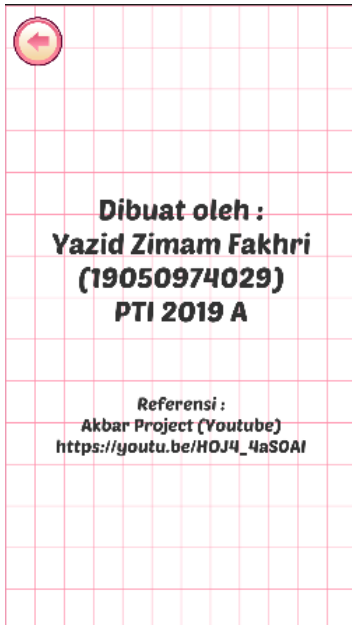 Dibuat oleh :
Yazid Zimam Fakhri
(19050974029)
PTI 2019 A
Referensi :
Akbar Project (Youtube)
https://youtu.be/HOJ4_4aSOAI